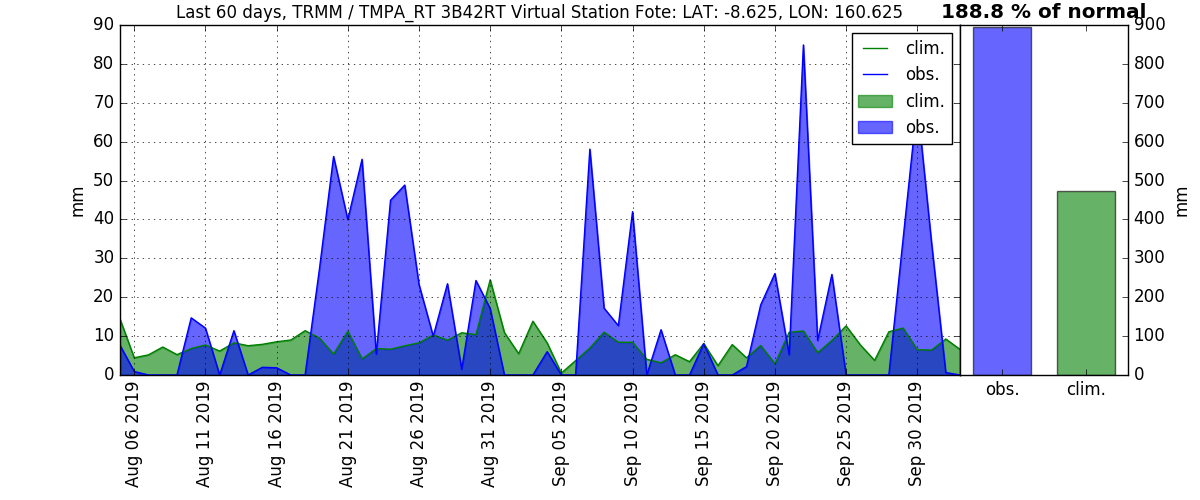 Last 60 days, TRMM / TMPA_RT 3B42RT Virtual Station Fote: LAT: -8.625, LON: 160.625
188.8 % of normal
90
80
70
60
50
40
30
20
10
0
mm
clim.
obs.
clim.
obs.
Aug 06 2019
Aug 11 2019
Aug 16 2019
Aug 21 2019
Aug 26 2019
Aug 31 2019
Sep 05 2019
Sep 10 2019
Sep 15 2019
Sep 20 2019
Sep 25 2019
Sep 30 2019
900
800
700
600
500
400
300
200
100
0
mm
obs.
clim.